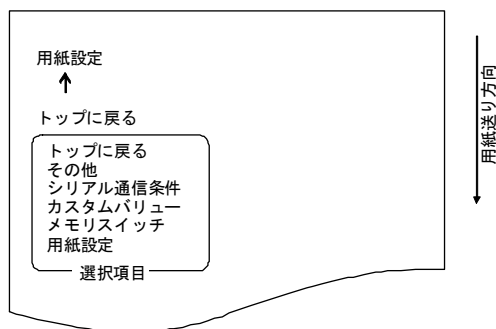 用紙設定
↑
トップに戻る
トップに戻る
その他
シリアル通信条件
カスタムバリュー
メモリスイッチ
用紙設定
選択項目
用紙送り方向